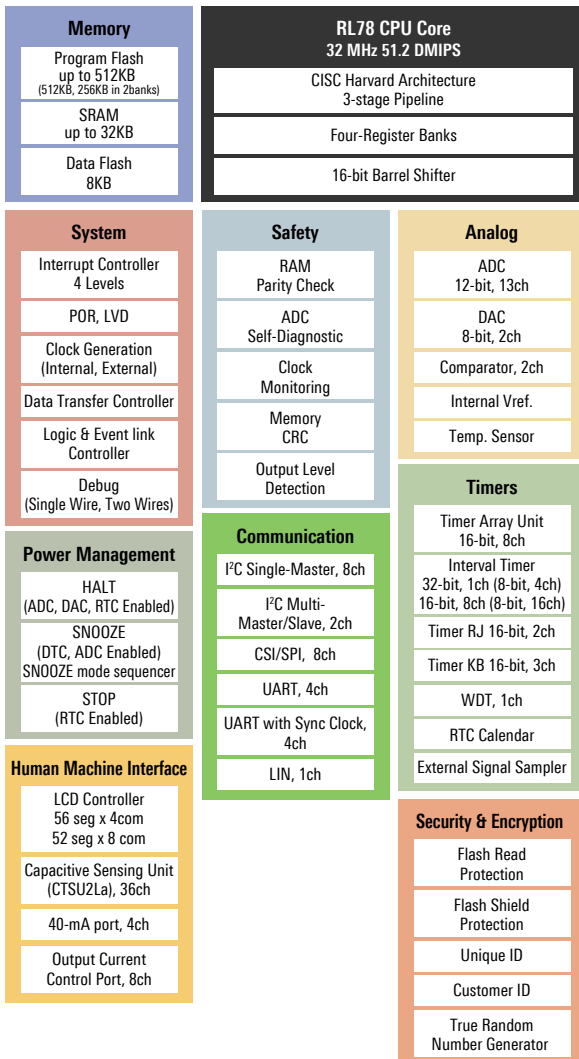 Memory
Program Flash
up to 512KB
(512KB, 256KB in 2banks)
SRAM
up to 32KB
Data Flash
8KB
RL78 CPU Core
32 MHz 51.2 DMIPS
CISC Harvard Architecture
3-stage Pipeline
Four-Register Banks
16-bit Barrel Shifter
System
Interrupt Controller
4 Levels
POR, LVD
Clock Generation
(Internal, External)
Data Transfer Controller
Logic & Event link
Controller
Debug
(Single Wire, Two Wires)
Power Management
HALT
(ADC, DAC, RTC Enabled)
SNOOZE
(DTC, ADC Enabled)
SNOOZE mode sequencer
STOP
(RTC Enabled)
Human Machine Interface
LCD Controller
56 seg x 4com
52 seg x 8 com
Capacitive Sensing Unit
(CTSU2La), 36ch
40-mA port, 4ch
Output Current
Control Port, 8ch
Safety
RAM
Parity Check
ADC
Self-Diagnostic
Clock
Monitoring
Memory
CRC
Output Level
Detection
Communication
I²C Single-Master, 8ch
I²C Multi-
Master/Slave, 2ch
CSI/SPI, 8ch
UART, 4ch
UART with Sync Clock,
4ch
LIN, 1ch
Analog
ADC
12-bit, 13ch
DAC
8-bit, 2ch
Comparator, 2ch
Internal Vref.
Temp. Sensor
Timers
Timer Array Unit
16-bit, 8ch
Interval Timer
32-bit, 1ch (8-bit, 4ch)
16-bit, 8ch (8-bit, 16ch)
Timer RJ 16-bit, 2ch
Timer KB 16-bit, 3ch
WDT, 1ch
RTC Calendar
External Signal Sampler
Security & Encryption
Flash Read
Protection
Flash Shield
Protection
Unique ID
Customer ID
True Random
Number Generator